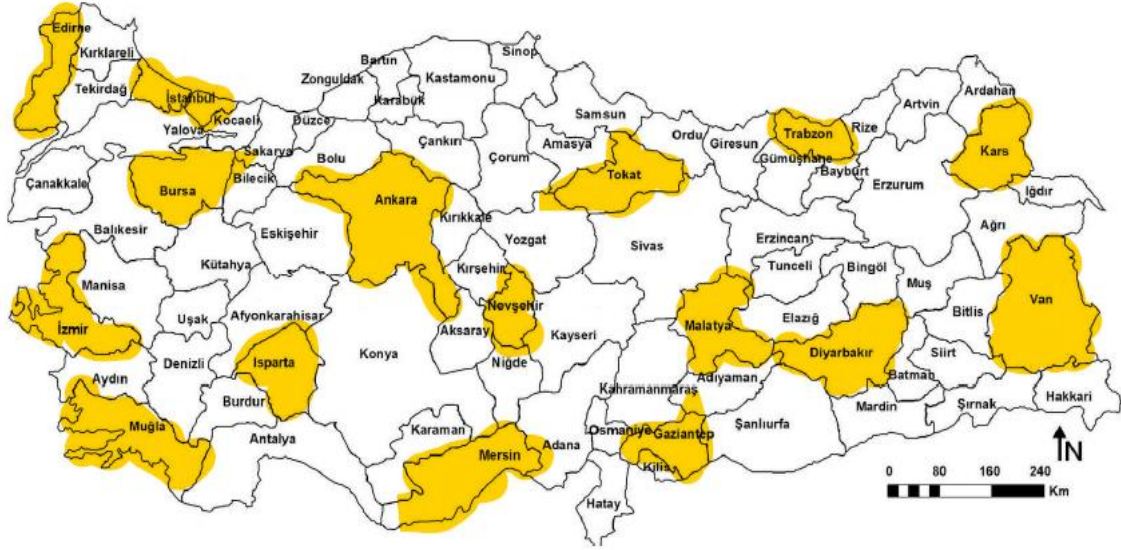 Edirne
Kırklareli
Tekirdağ
İstanbul
Kocaeli
Yalova
Sakarya
Düzce
Zonguldak
Bartın
Karabük
Kastamonu
Sinop
Samsun
Ordu
Giresun
Trabzon
Rize
Artvin
Ardahan
Kars
Iğdır
Ağrı
Erzurum
Bayburt
Gümüşhane
Tokat
Amasya
Çorum
Çankırı
Bolu
Bilecik
Bursa
Çanakkale
Balıkesir
Kütahya
Eskişehir
Ankara
Kırıkkale
Yozgat
Sivas
Erzincan
Tunceli
Bingöl
Muş
Bitlis
Van
Hakkari
Şırnak
Siirt
Batman
Mardin
Diyarbakır
Elazığ
Malatya
Adıyaman
Şanlıurfa
Gaziantep
Kilis
Kahramanmaraş
Osmaniye
Hatay
Adana
Mersin
Karaman
Niğde
Kayseri
Nevşehir
Kırşehir
Aksaray
Konya
Afyonkarahisar
Isparta
Burdur
Antalya
Denizli
Uşak
Manisa
İzmir
Aydın
Muğla
N
0 80 160 240
Km